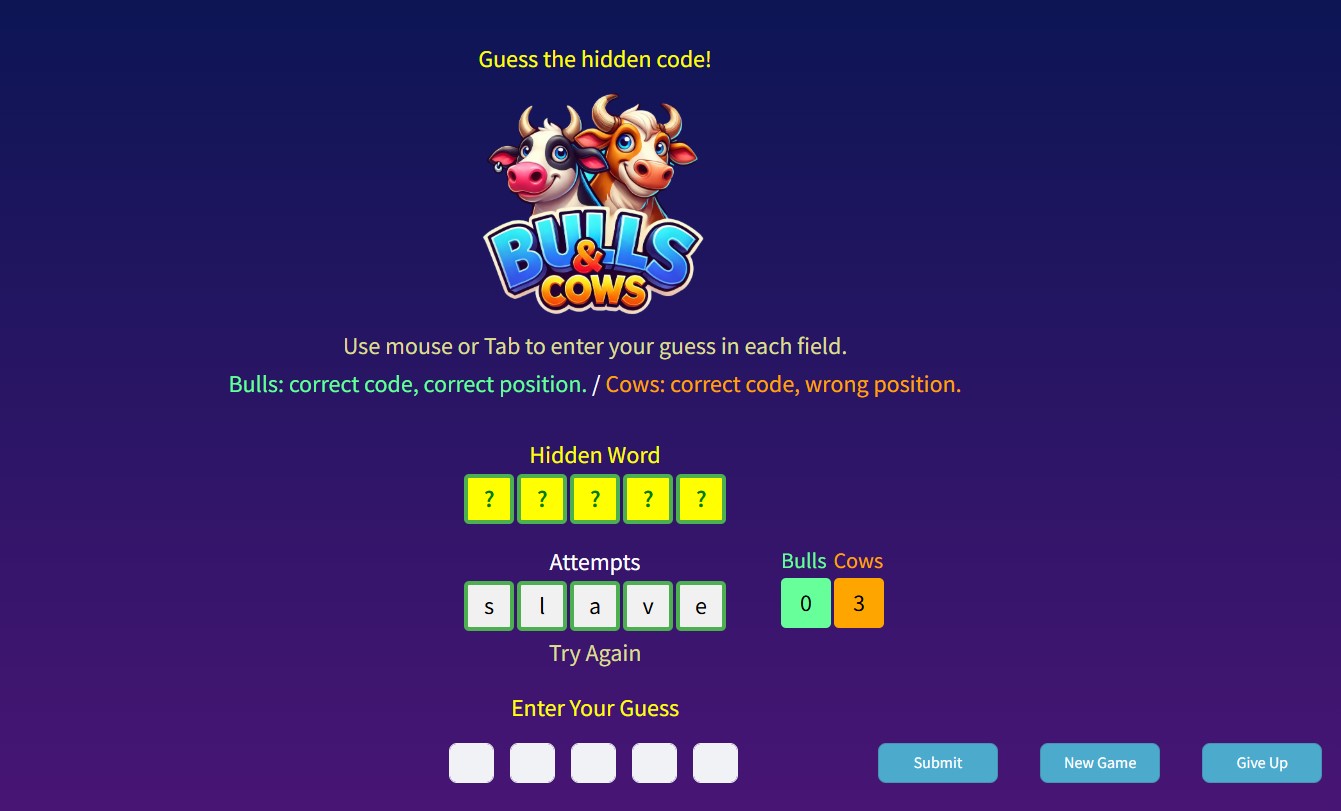 Guess the hidden code!
BULLS
&
COWS
Use mouse or Tab to enter your guess in each field.
Bulls: correct code, correct position. / Cows: correct code, wrong position.
Hidden Word
? ? ? ? ?
Attempts
Bulls Cows
s l a v e
0 3
Try Again
Enter Your Guess
Submit New Game Give Up